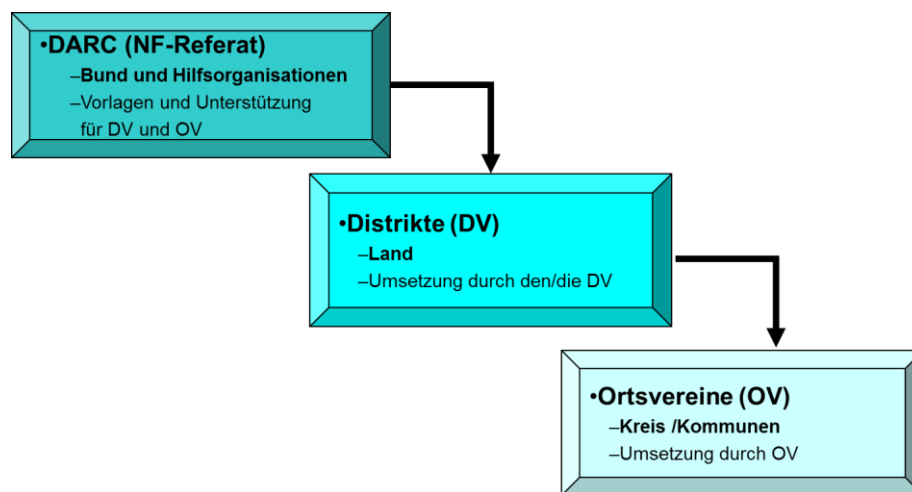 •DARC (NF-Referat)
–Bund und Hilfsorganisationen
–Vorlagen und Unterstützung
für DV und OV
•Distrikte (DV)
–Land
–Umsetzung durch den/die DV
•Ortsvereine (OV)
–Kreis /Kommunen
–Umsetzung durch OV